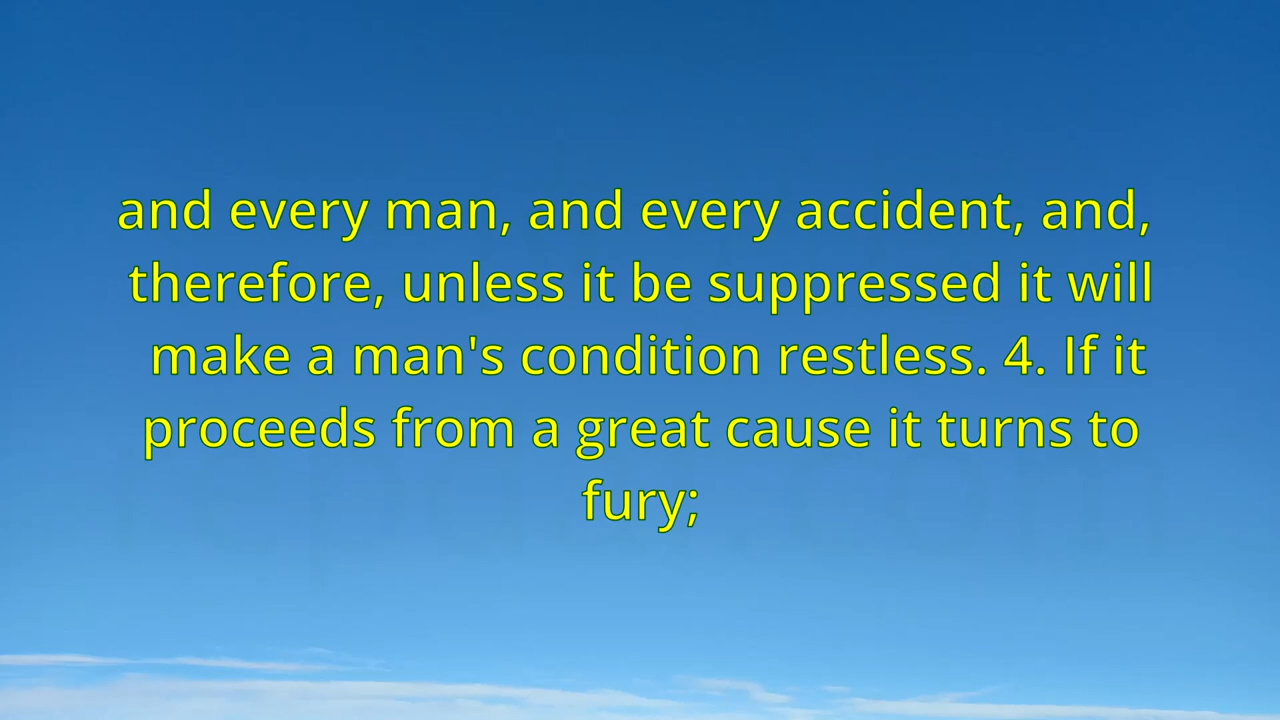 and every man, and every accident, and,
therefore, unless it be suppressed it will
make a man's condition restless. 4. If it
proceeds from a great cause it turns to
fury;